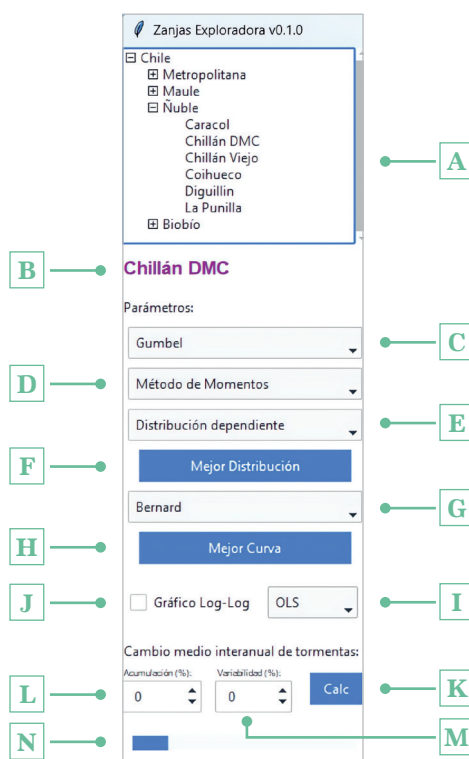 Zanjas Exploradora v0.1.0
Chile
Metropolitana
Maule
Ñuble
Caracol
Chillán DMC
Chillán Viejo
Coihueco
Diguillin
La Punilla
Biobío
A
B
Chillán DMC
Parámetros:
Gumbel
C
D
Método de Momentos
Distribución dependiente
E
F
Mejor Distribución
Bernard
G
H
Mejor Curva
J
Gráfico Log-Log
OLS
I
Cambio medio interanual de tormentas:
Acumulación (%): Variabilidad (%):
L
0
0
Calc
K
M
N